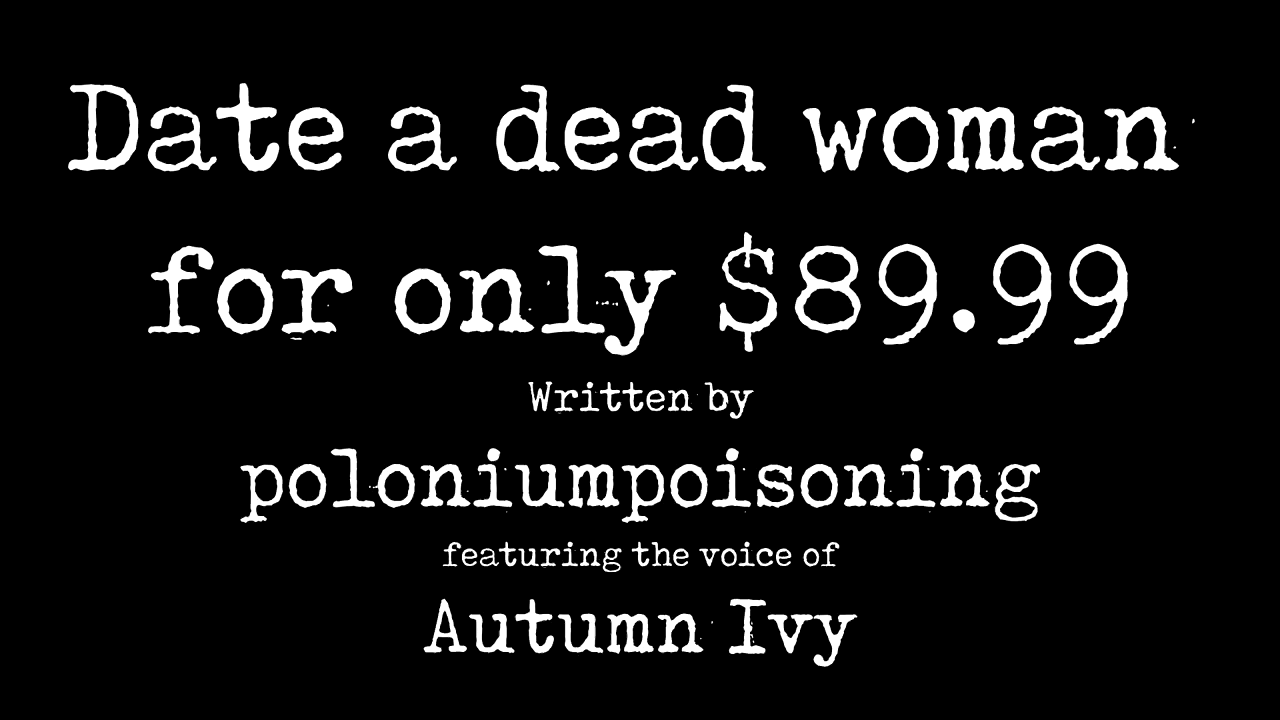 Date a dead woman
for only $89.99
Written by
poloniumpoisoning
featuring the voice of
Autumn Ivy